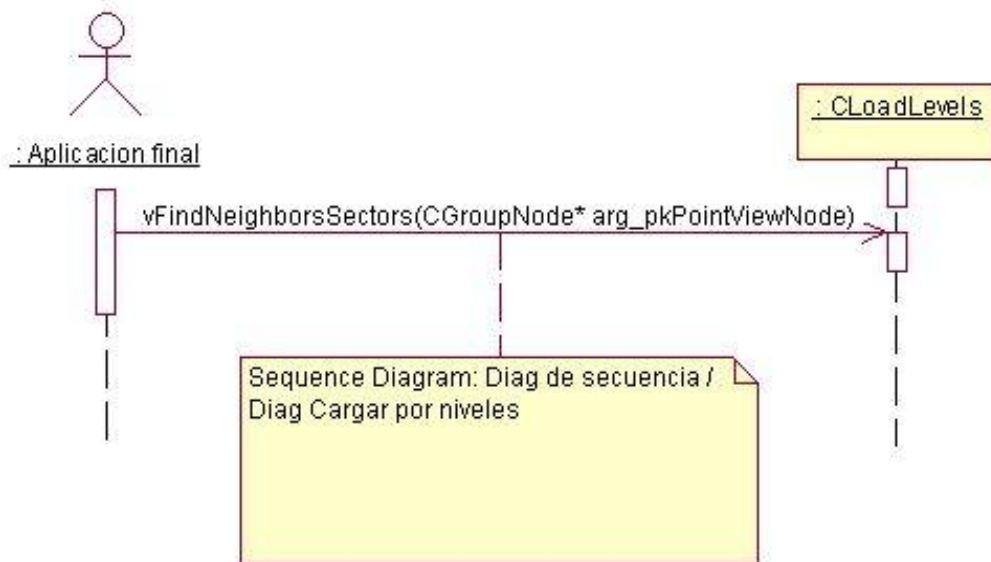 : CLoadLevels
: Aplicacion final
vFindNeighborsSectors(CGroupNode* arg_pkPointViewNode)
Sequence Diagram: Diag de secuencia /
Diag Cargar por niveles